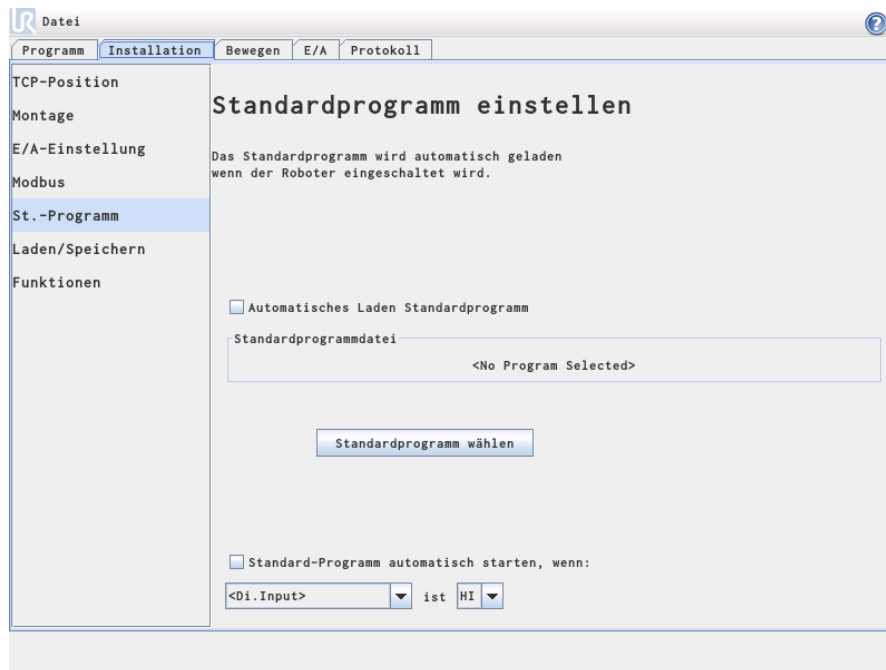 UR Datei
?
Programm Installation Bewegen E/A Protokoll
TCP-Position
Montage
E/A-Einstellung
Modbus
St.-Programm
Laden/Speichern
Funktionen
Standardprogramm einstellen
Das Standardprogramm wird automatisch geladen
wenn der Roboter eingeschaltet wird.
Automatisches Laden Standardprogramm
Standardprogrammdatei
<No Program Selected>
Standardprogramm wählen
Standard-Programm automatisch starten, wenn:
<Di.Input> ist HI